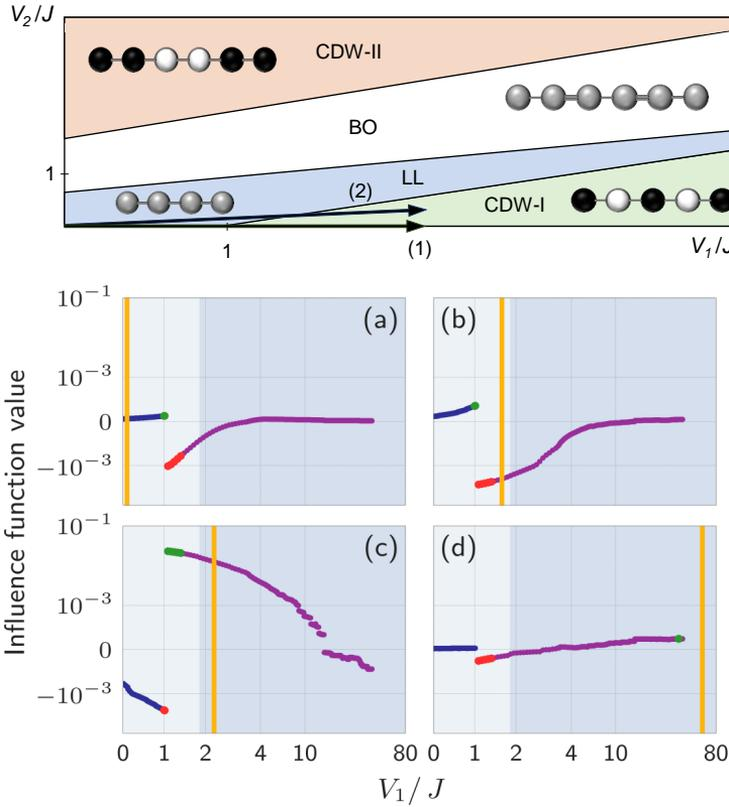 V₂/J
CDW-II
BO
1
LL
(2)
CDW-I
1
(1)
V₁/J
Influence function value
10⁻¹
10⁻³
0
−10⁻³
(a)
(b)
10⁻¹
10⁻³
0
−10⁻³
(c)
(d)
0 1 2 4 10 80
0 1 2 4 10 80
V₁/ J